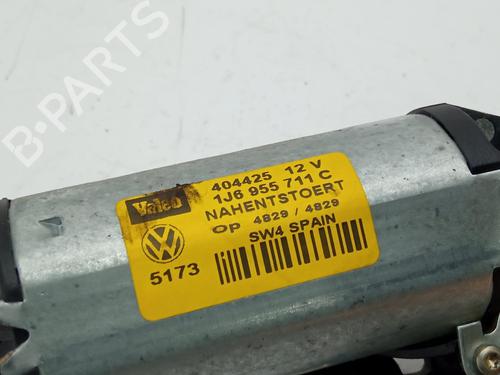 B-PARTS
Valeo
404425 12 V
1J6 955 711 C
NAHENTSTOERT
OP 4829 / 4829
SW4 SPAIN
5173